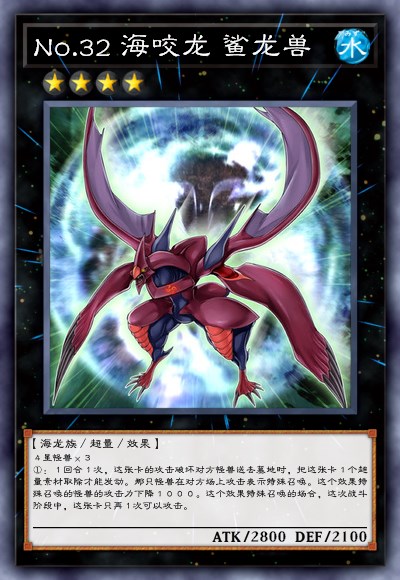 No.32 海咬龙 鲨龙兽
水
【海龙族／超量／效果】
4星怪兽×3
①：1回合1次，这张卡的攻击破坏对方怪兽送去墓地时，把这张卡1个超
量素材取除才能发动。那只怪兽在对方场上攻击表示特殊召唤。这个效果特
殊召唤的怪兽的攻击力下降1000。这个效果特殊召唤的场合，这次战斗
阶段中，这张卡只再1次可以攻击。
ATK/2800 DEF/2100